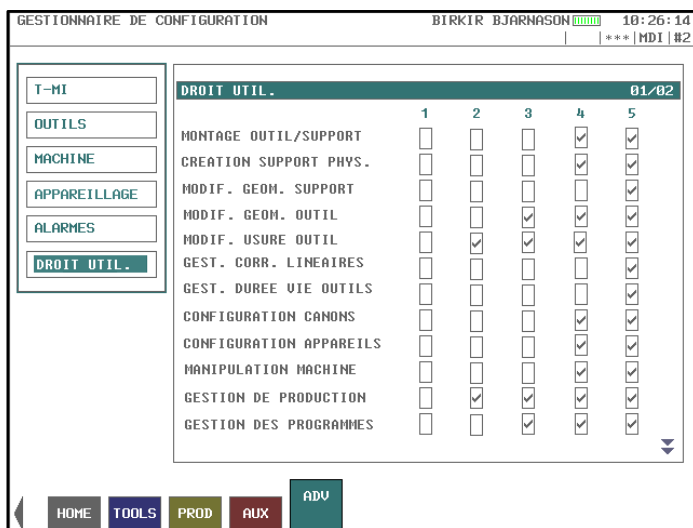 GESTIONNAIRE DE CONFIGURATION BIRKIR BJARNASON 10:26:14
***|MDI|#2
T-MI
OUTILS
MACHINE
APPAREILLAGE
ALARMES
DROIT UTIL.
DROIT UTIL. 01/02
1 2 3 4 5
MONTAGE OUTIL/SUPPORT
CREATION SUPPORT PHYS.
MODIF. GEOM. SUPPORT
MODIF. GEOM. OUTIL
MODIF. USURE OUTIL
GEST. CORR. LINEAIRES
GEST. DUREE VIE OUTILS
CONFIGURATION CANONS
CONFIGURATION APPAREILS
MANIPULATION MACHINE
GESTION DE PRODUCTION
GESTION DES PROGRAMMES
HOME TOOLS PROD AUX ADV